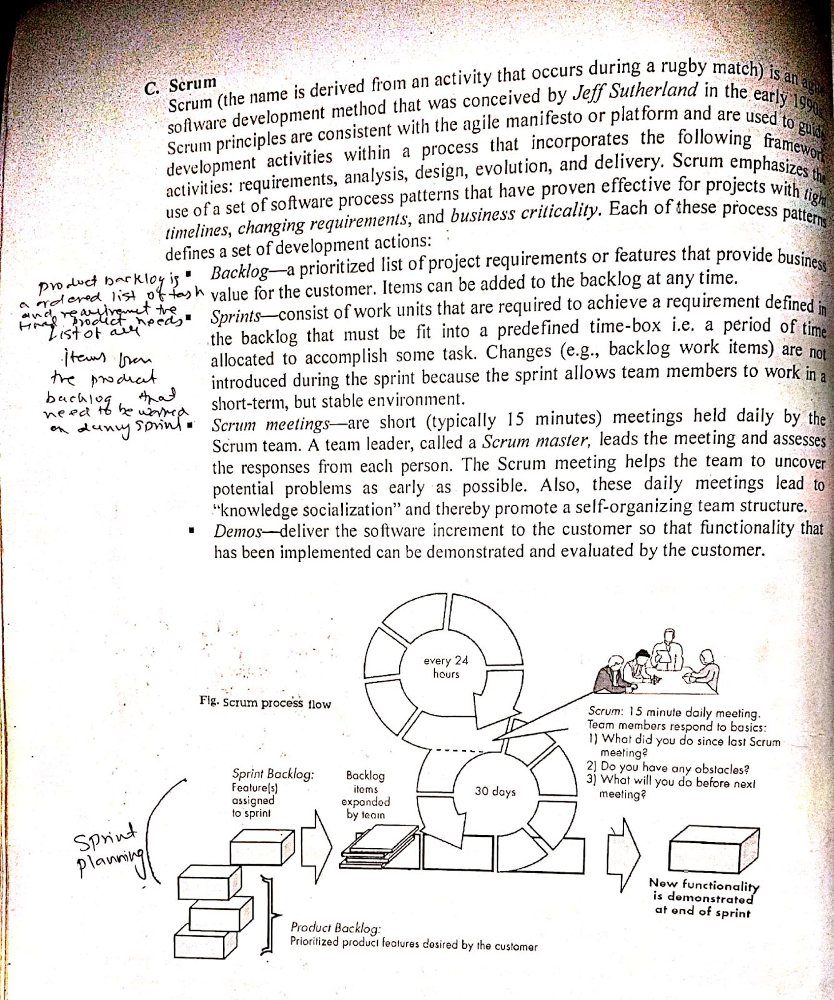 C. Scrum
Scrum (the name is derived from an activity that occurs during a rugby match) is an agile
software development method that was conceived by Jeff Sutherland in the early 1990s.
Scrum principles are consistent with the agile manifesto or platform and are used to guide
development activities within a process that incorporates the following framework
activities: requirements, analysis, design, evolution, and delivery. Scrum emphasizes the
use of a set of software process patterns that have proven effective for projects with tight
timelines, changing requirements, and business criticality. Each of these process patterns
defines a set of development actions:
▪ Backlog—a prioritized list of project requirements or features that provide business
value for the customer. Items can be added to the backlog at any time.
▪ Sprints—consist of work units that are required to achieve a requirement defined in
the backlog that must be fit into a predefined time-box i.e. a period of time
allocated to accomplish some task. Changes (e.g., backlog work items) are not
introduced during the sprint because the sprint allows team members to work in a
short-term, but stable environment.
▪ Scrum meetings—are short (typically 15 minutes) meetings held daily by the
Scrum team. A team leader, called a Scrum master, leads the meeting and assesses
the responses from each person. The Scrum meeting helps the team to uncover
potential problems as early as possible. Also, these daily meetings lead to
“knowledge socialization” and thereby promote a self-organizing team structure.
▪ Demos—deliver the software increment to the customer so that functionality that
has been implemented can be demonstrated and evaluated by the customer.
product backlog is
a ordered list of task
and requirement the
final product needs
List of all
items from
the product
backlog that
need to be worked
on during sprint
every 24
hours
Fig. Scrum process flow
Scrum: 15 minute daily meeting.
Team members respond to basics:
1) What did you do since last Scrum
meeting?
2) Do you have any obstacles?
3) What will you do before next
meeting?
Sprint Backlog:
Feature(s)
assigned
to sprint
Backlog
items
expanded
by team
30 days
Sprint
planning
New functionality
is demonstrated
at end of sprint
Product Backlog:
Prioritized product features desired by the customer